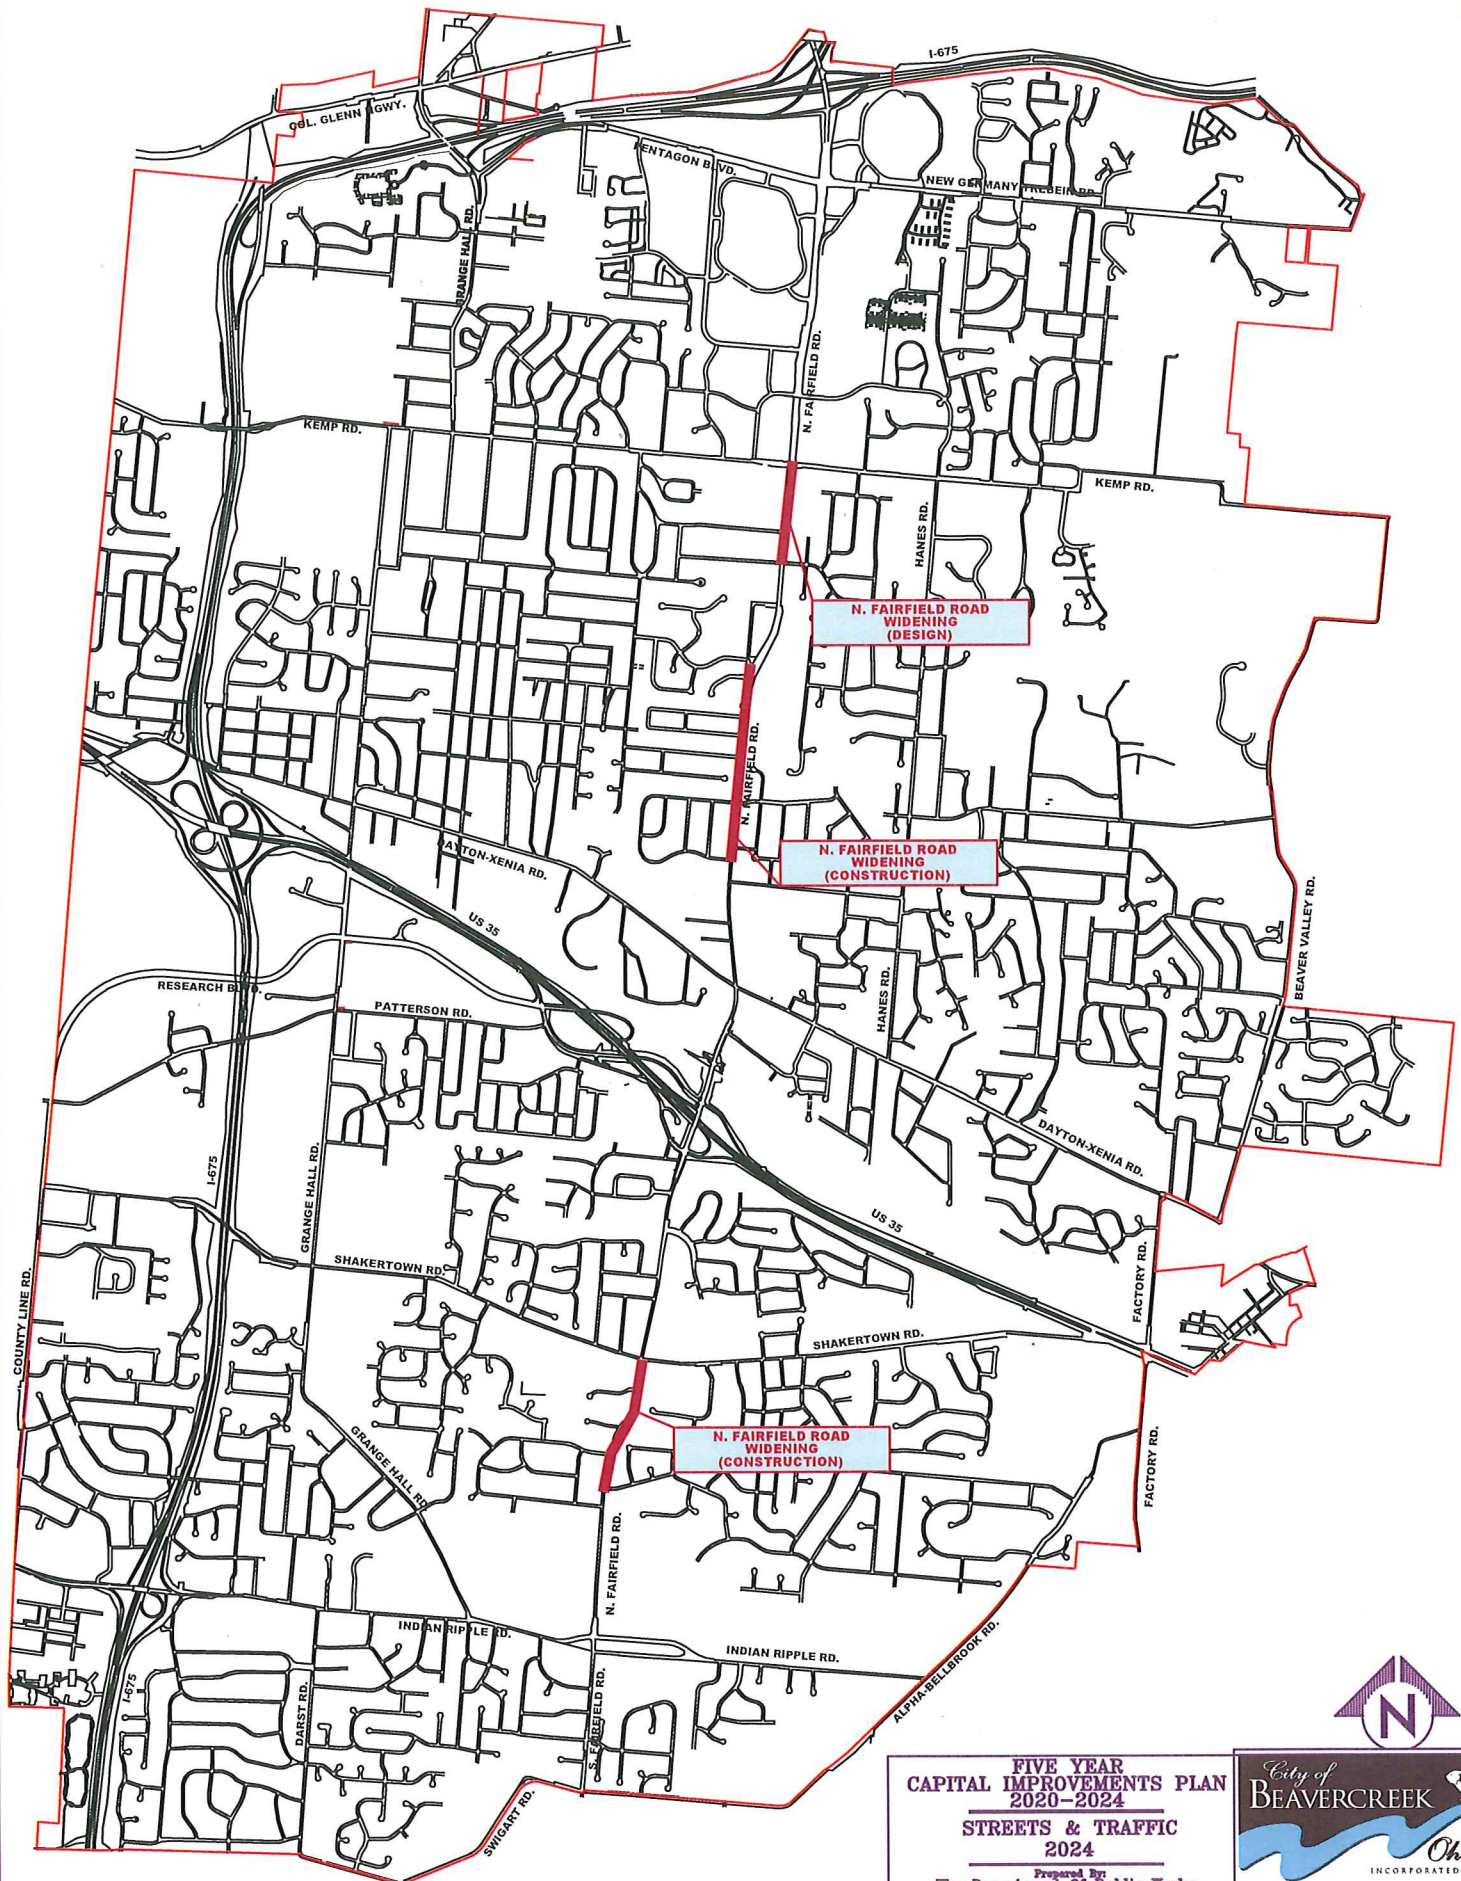 I-675
COL. GLENN HGWY.
PENTAGON BLVD.
NEW GERMANY TREBEIN RD.
GRANGE HALL RD.
N. FAIRFIELD RD.
KEMP RD.
KEMP RD.
HANES RD.
N. FAIRFIELD ROAD
WIDENING
(DESIGN)
N. FAIRFIELD RD.
N. FAIRFIELD ROAD
WIDENING
(CONSTRUCTION)
DAYTON-XENIA RD.
US 35
BEAVER VALLEY RD.
HANES RD.
RESEARCH BLVD.
PATTERSON RD.
DAYTON-XENIA RD.
I-675
GRANGE HALL RD.
US 35
SHAKERTOWN RD.
FACTORY RD.
COUNTY LINE RD.
SHAKERTOWN RD.
GRANGE HALL RD.
N. FAIRFIELD ROAD
WIDENING
(CONSTRUCTION)
FACTORY RD.
N. FAIRFIELD RD.
INDIAN RIPPLE RD.
INDIAN RIPPLE RD.
ALPHA-BELLBROOK RD.
I-675
DARST RD.
S. FAIRFIELD RD.
SWIGART RD.
N
FIVE YEAR
CAPITAL IMPROVEMENTS PLAN
2020-2024
STREETS & TRAFFIC
2024
Prepared By:
City of
BEAVERCREEK
Oh
INCORPORATED